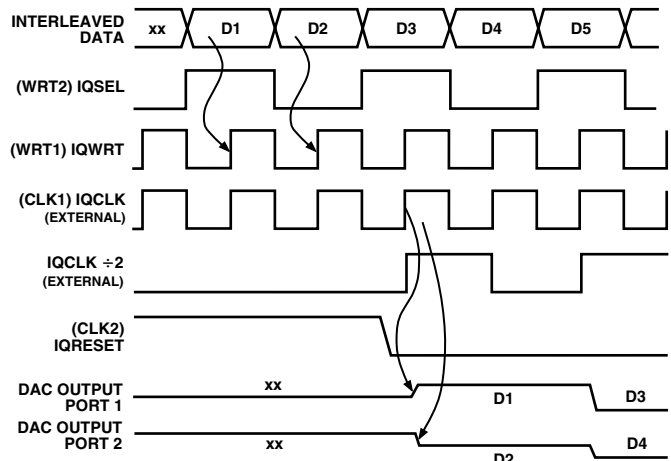 INTERLEAVED
DATA
xx D1 D2 D3 D4 D5
(WRT2) IQSEL
(WRT1) IQWRT
(CLK1) IQCLK
(EXTERNAL)
IQCLK ÷2
(EXTERNAL)
(CLK2)
IQRESET
DAC OUTPUT
PORT 1
xx D1 D3
DAC OUTPUT
PORT 2
xx D2 D4